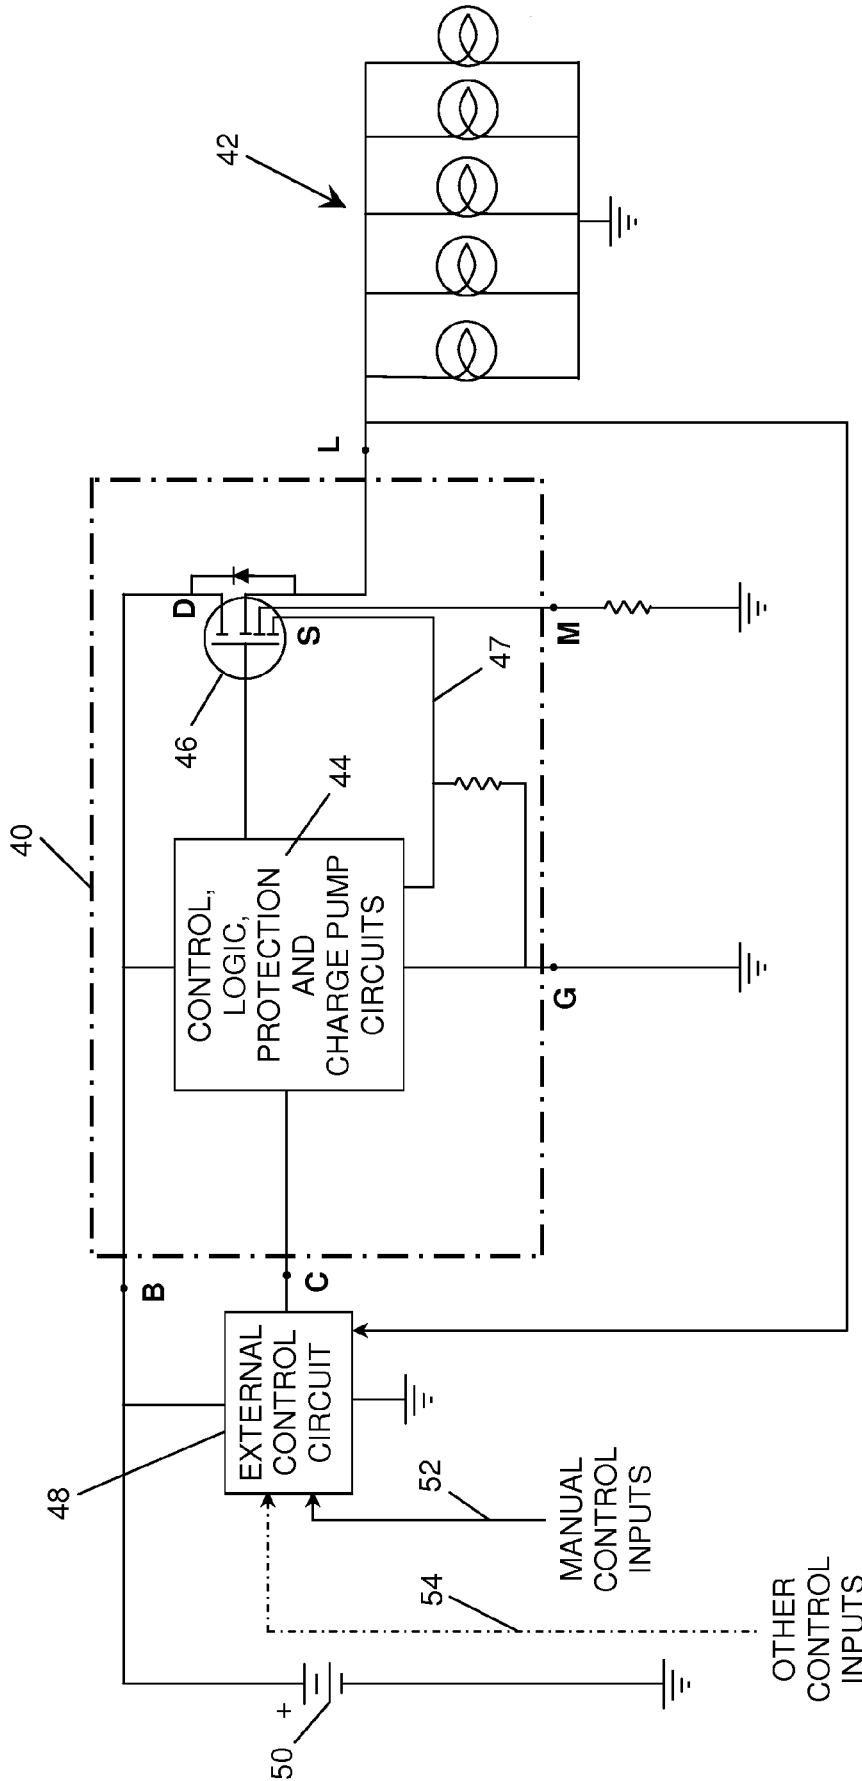 40
42
B
D
L
46
S
44
CONTROL,
LOGIC,
PROTECTION
AND
CHARGE PUMP
CIRCUITS
47
48
EXTERNAL
CONTROL
CIRCUIT
C
M
G
+
50
52
MANUAL
CONTROL
INPUTS
54
OTHER
CONTROL
INPUTS